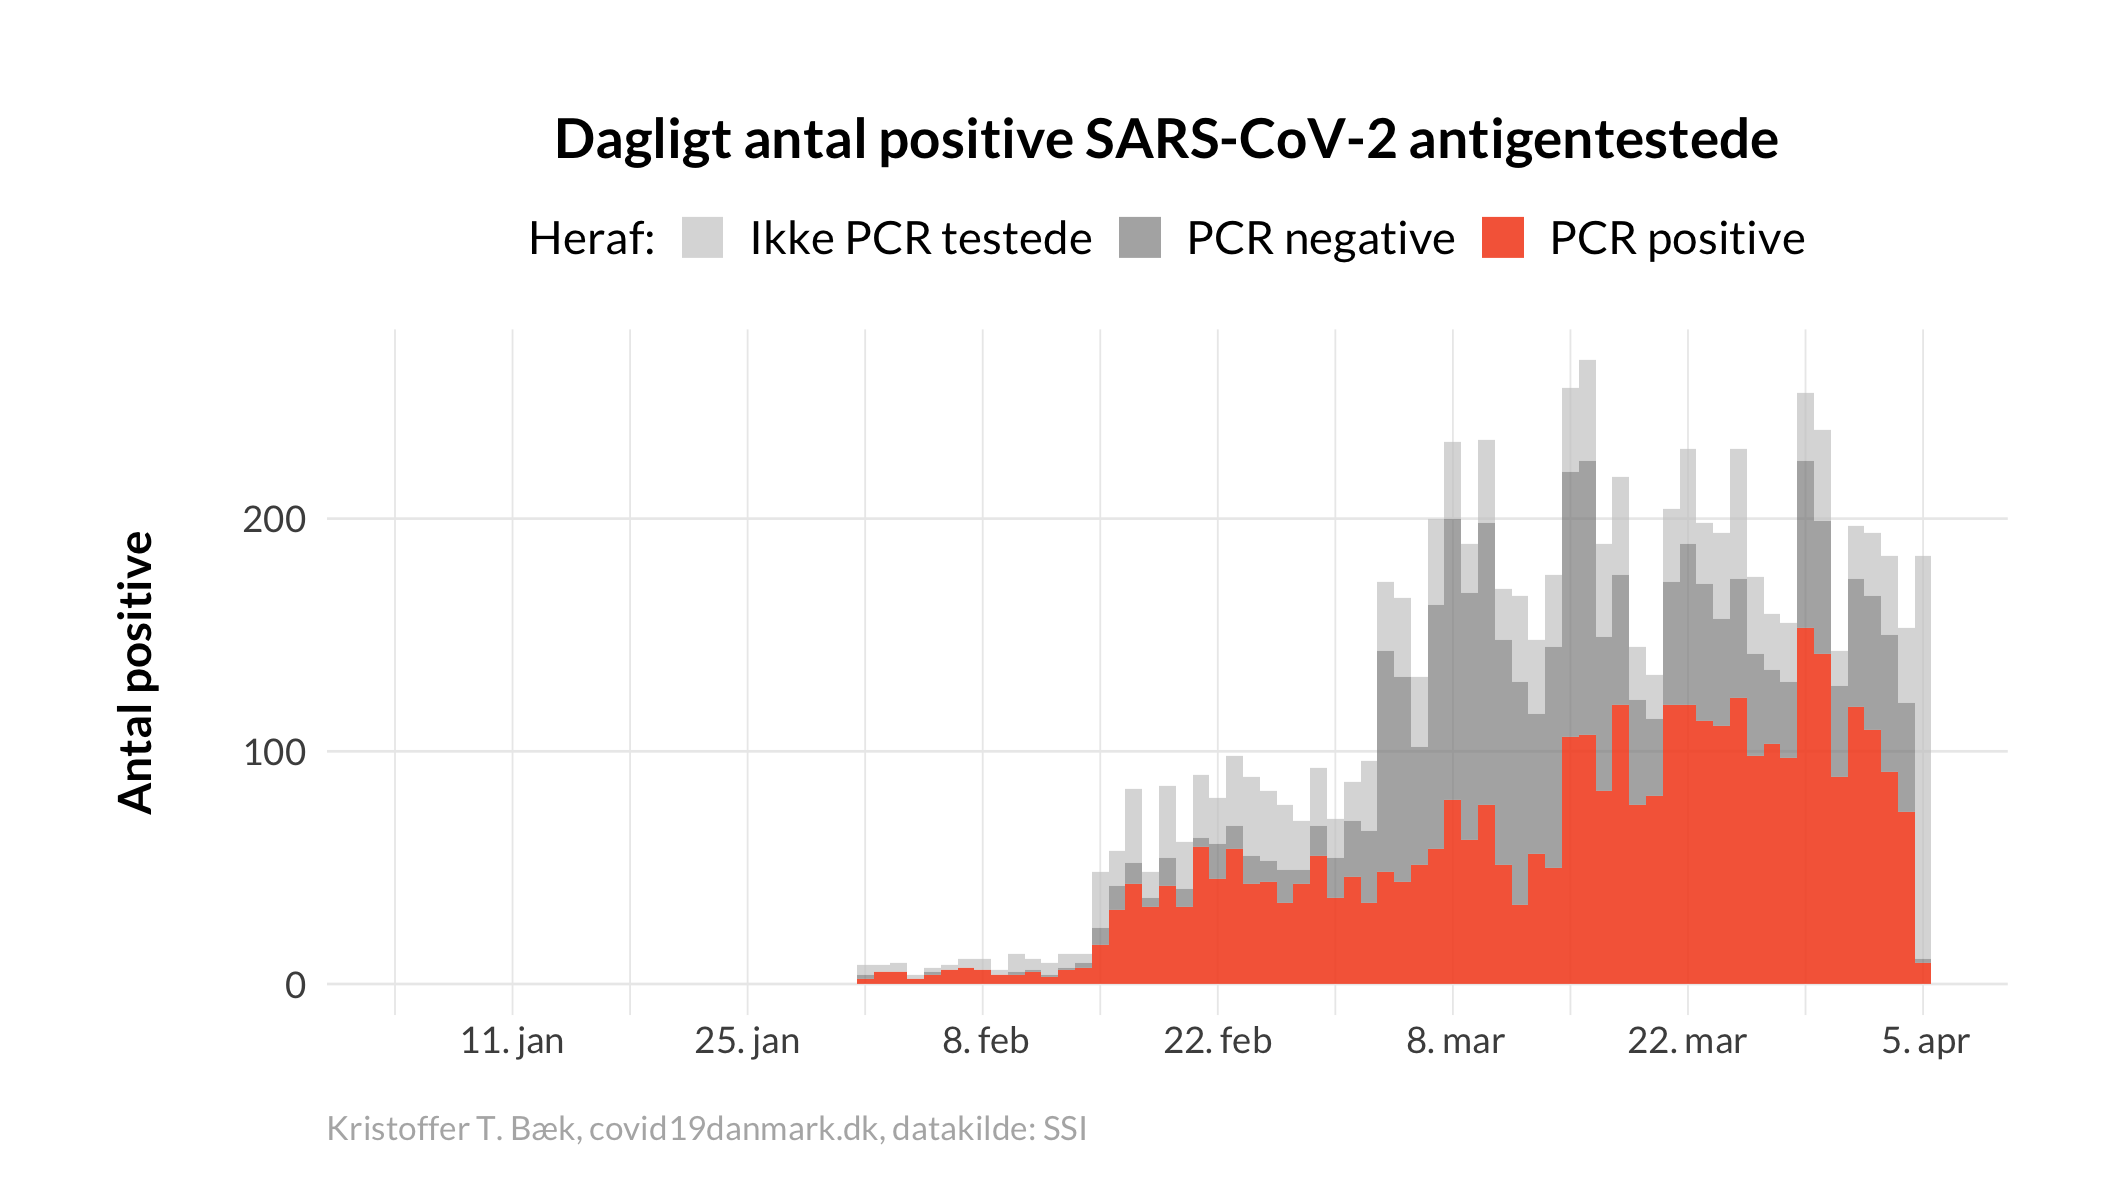 Dagligt antal positive SARS-CoV-2 antigentestede
Heraf: Ikke PCR testede PCR negative PCR positive
Antal positive
200
100
0
11. jan 25. jan 8. feb 22. feb 8. mar 22. mar 5. apr
Kristoffer T. Bæk, covid19danmark.dk, datakilde: SSI